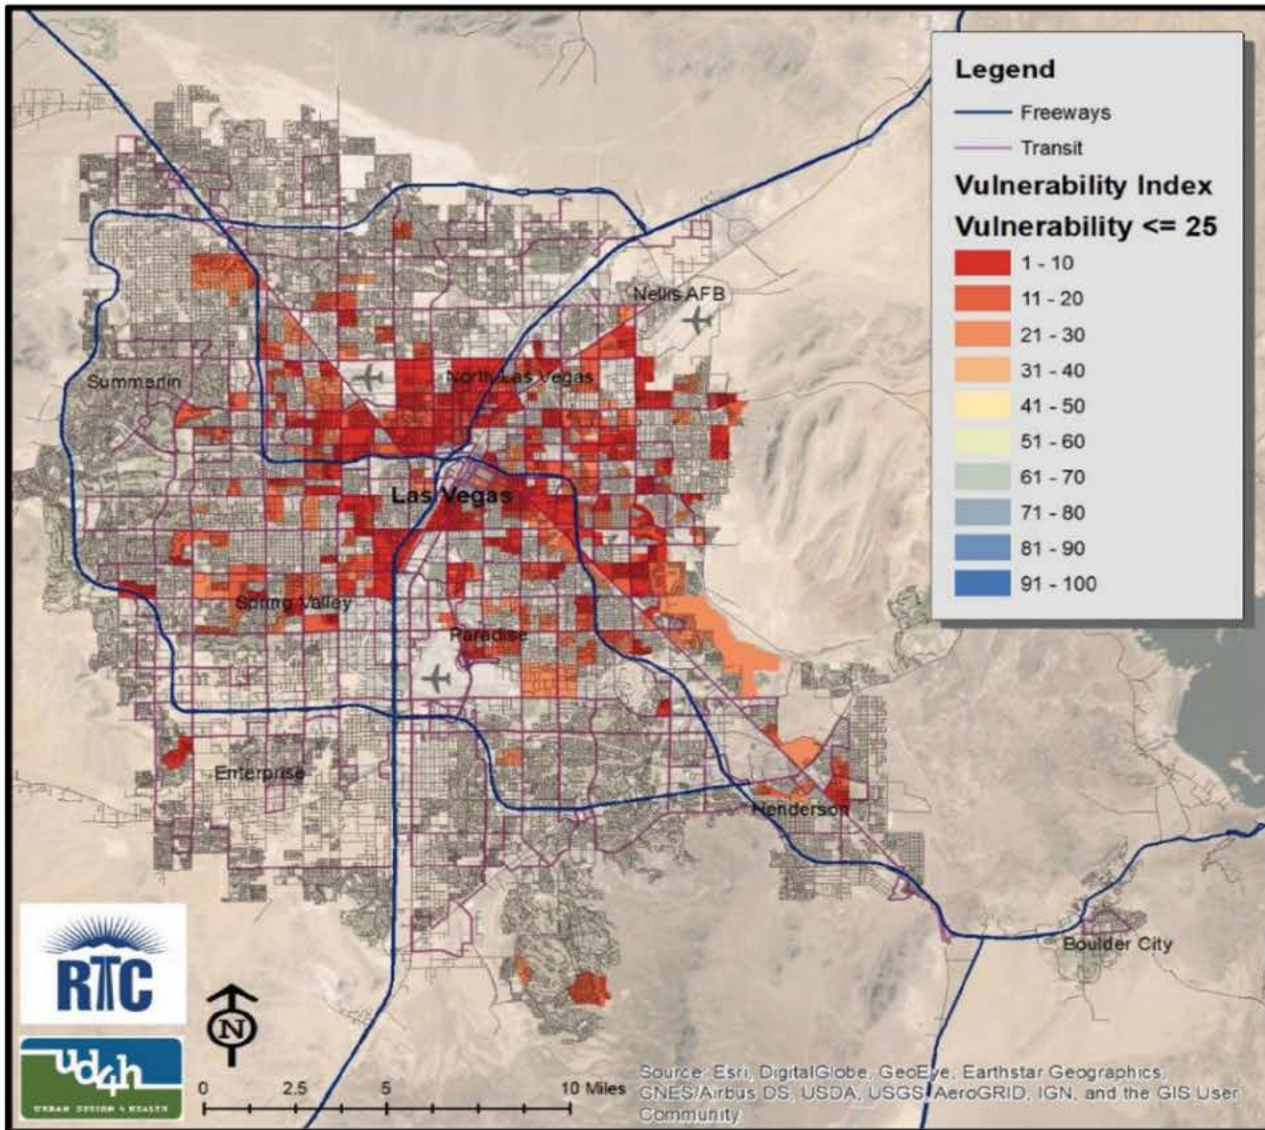 Legend
Freeways
Transit
Vulnerability Index
Vulnerability <= 25
1 - 10
11 - 20
21 - 30
31 - 40
41 - 50
51 - 60
61 - 70
71 - 80
81 - 90
91 - 100
Nellis AFB
Summerlin
North Las Vegas
Las Vegas
Spring Valley
Paradise
Enterprise
Henderson
Boulder City
RTC
N
ud4h
URBAN DESIGN 4 HEALTH
0 2.5 5 10 Miles
Source: Esri, DigitalGlobe, GeoEye, Earthstar Geographics,
CNES/Airbus DS, USDA, USGS, AeroGRID, IGN, and the GIS User
Community